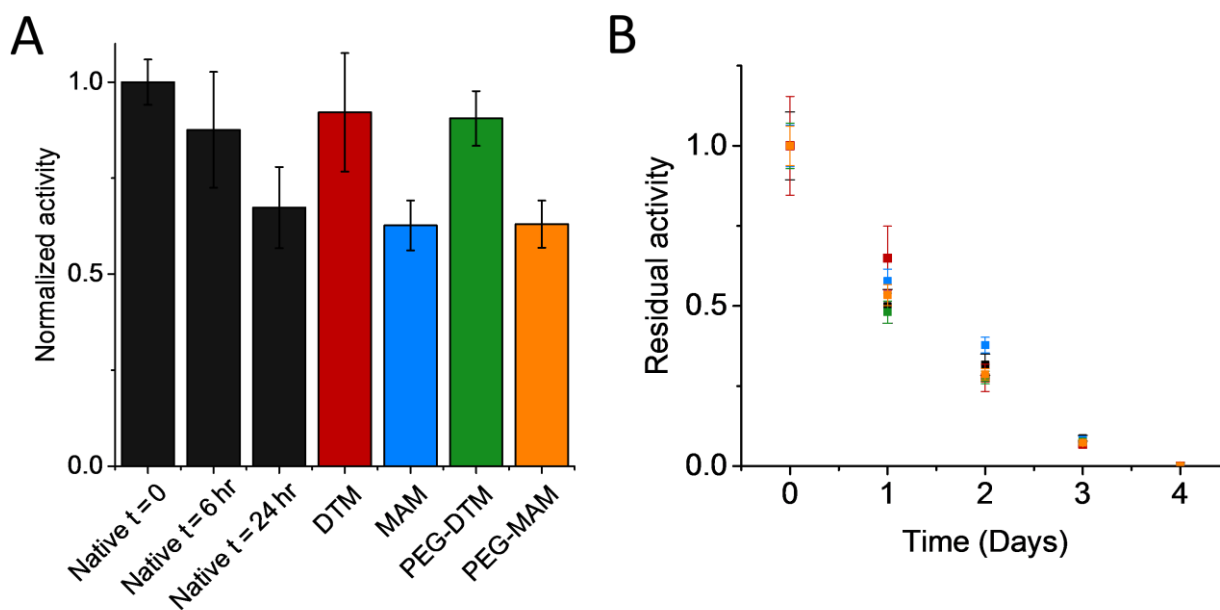 A
Normalized activity
1.0
0.5
0.0
Native t = 0
Native t = 6 hr
Native t = 24 hr
DTM
MAM
PEG-DTM
PEG-MAM
B
Residual activity
1.0
0.5
0.0
0 1 2 3 4
Time (Days)